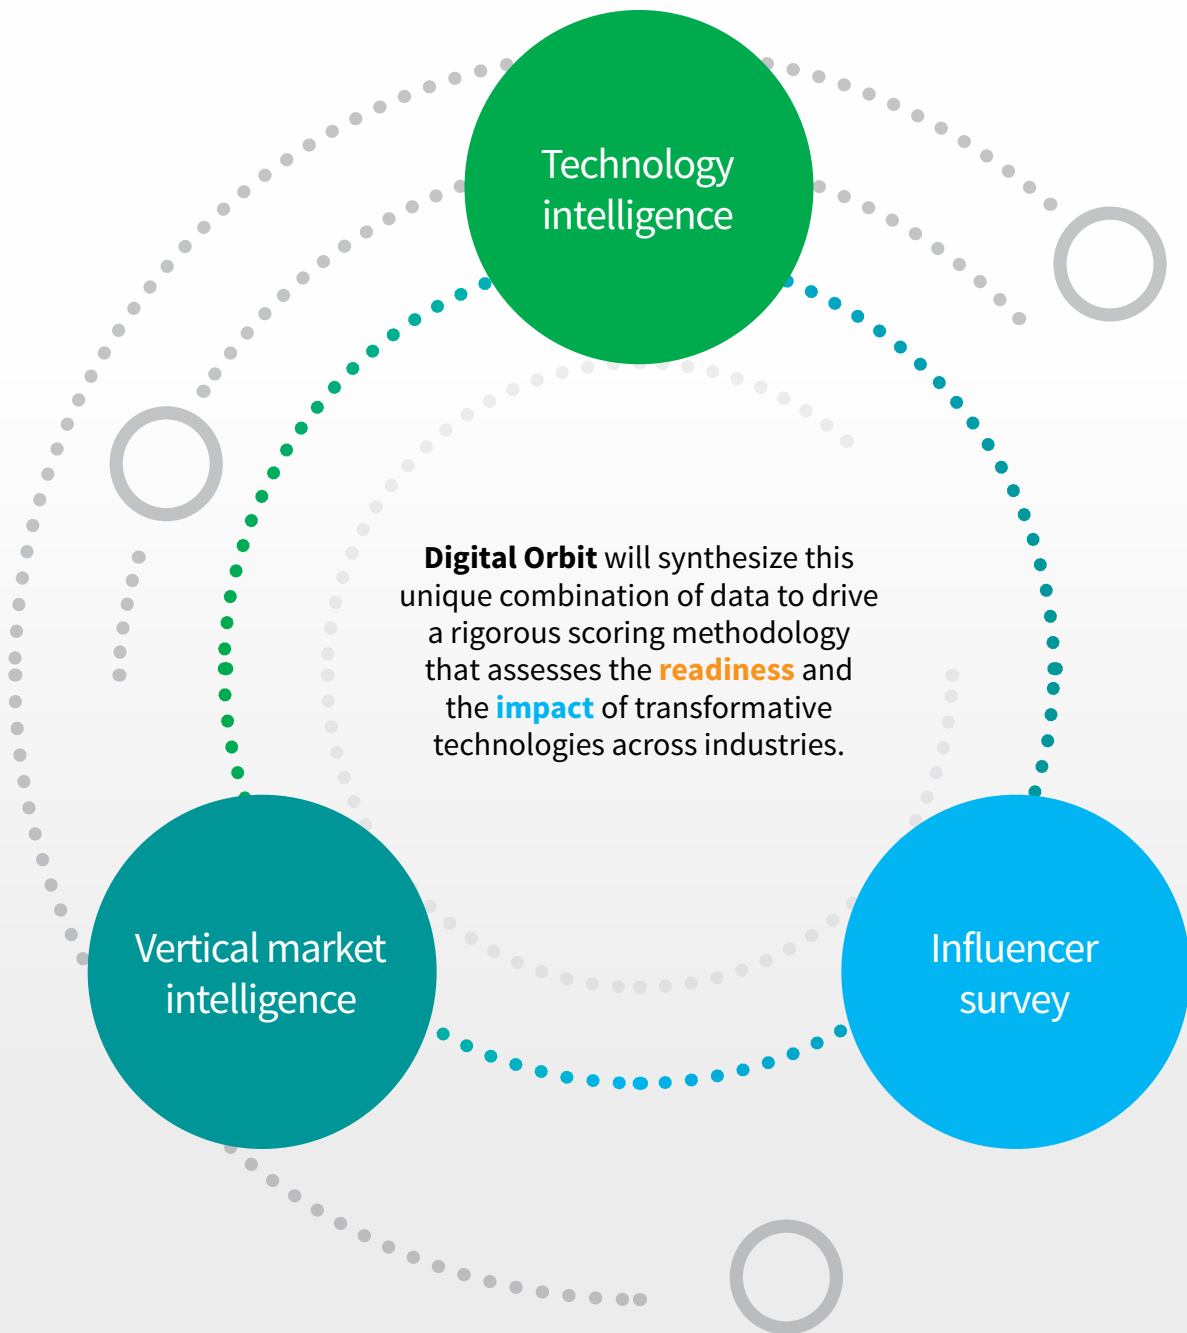 Technology
intelligence
Digital Orbit will synthesize this
unique combination of data to drive
a rigorous scoring methodology
that assesses the readiness and
the impact of transformative
technologies across industries.
Vertical market
intelligence
Influencer
survey